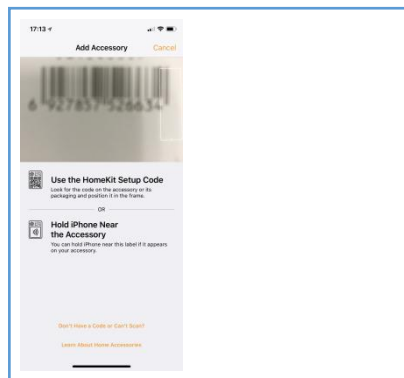 17:13
Add Accessory
Cancel
6 927837 526634
Use the HomeKit Setup Code
Look for the code on the accessory or its
packaging and position it in the frame.
OR
Hold iPhone Near
the Accessory
You can hold iPhone near this label if it appears
on your accessory.
Don't Have a Code or Can't Scan?
Learn About Home Accessories